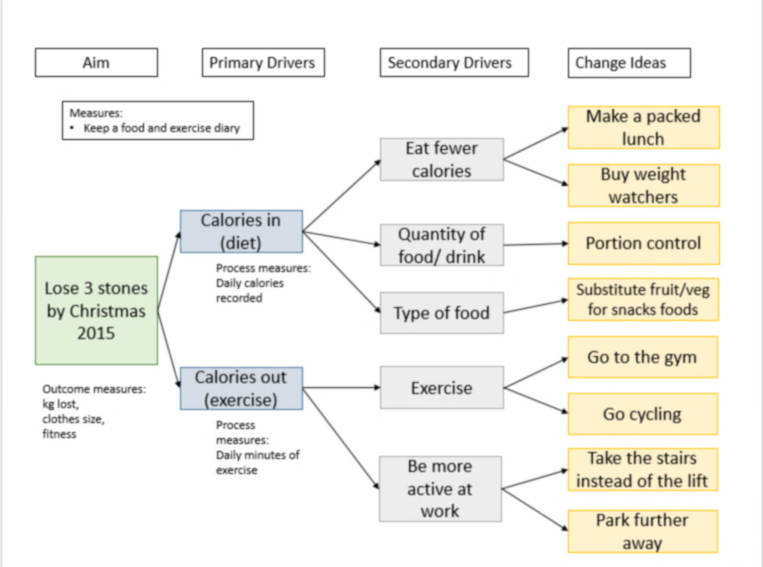 Aim
Primary Drivers
Secondary Drivers
Change Ideas
Measures:
• Keep a food and exercise diary
Lose 3 stones
by Christmas
2015
Outcome measures:
kg lost,
clothes size,
fitness
Calories in
(diet)
Process measures:
Daily calories
recorded
Calories out
(exercise)
Process
measures:
Daily minutes of
exercise
Eat fewer
calories
Quantity of
food/ drink
Type of food
Exercise
Be more
active at
work
Make a packed
lunch
Buy weight
watchers
Portion control
Substitute fruit/veg
for snacks foods
Go to the gym
Go cycling
Take the stairs
instead of the lift
Park further
away